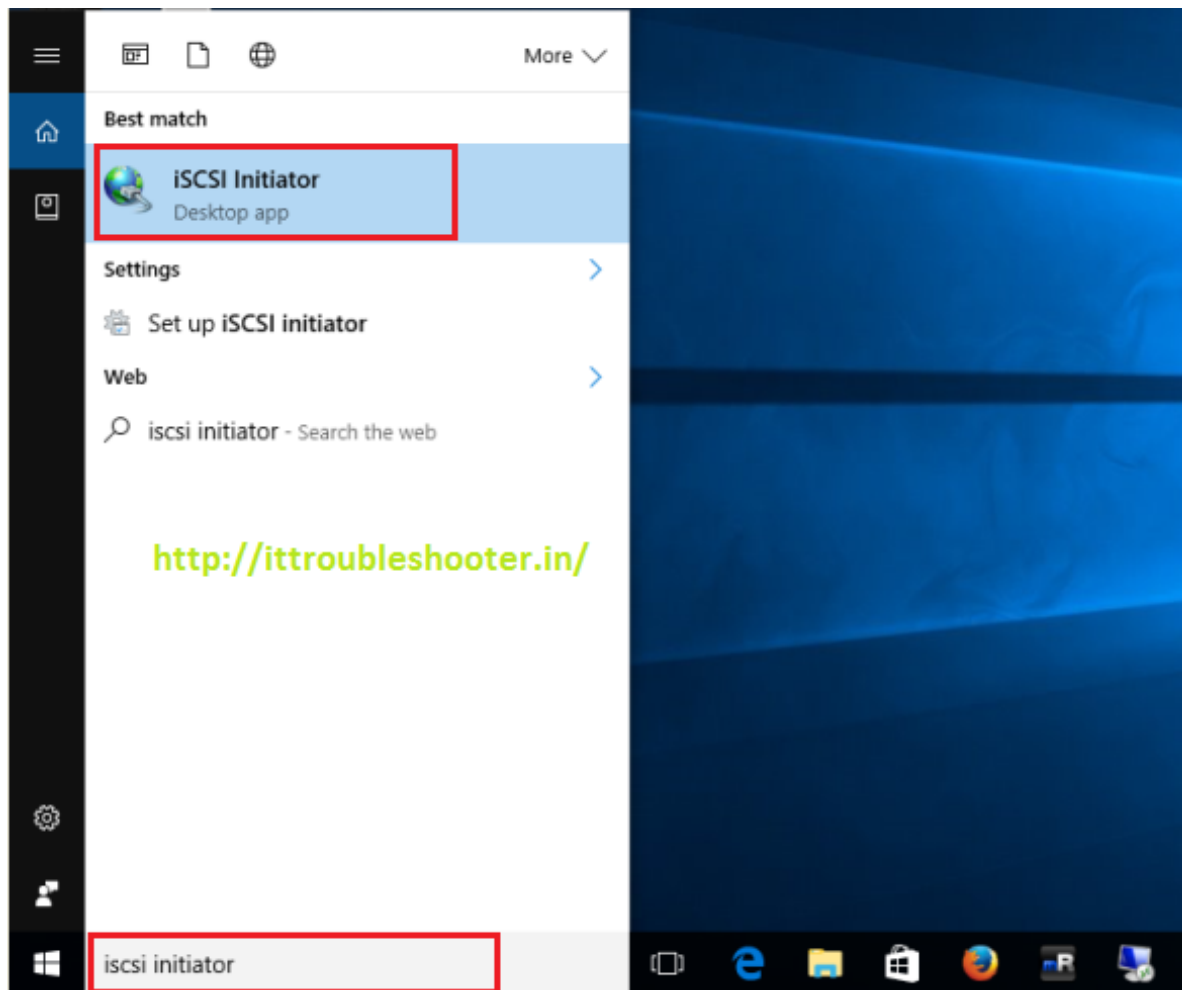 More
Best match
iSCSI Initiator
Desktop app
Settings
Set up iSCSI initiator
Web
iscsi initiator - Search the web
http://ittroubleshooter.in/
iscsi initiator
R